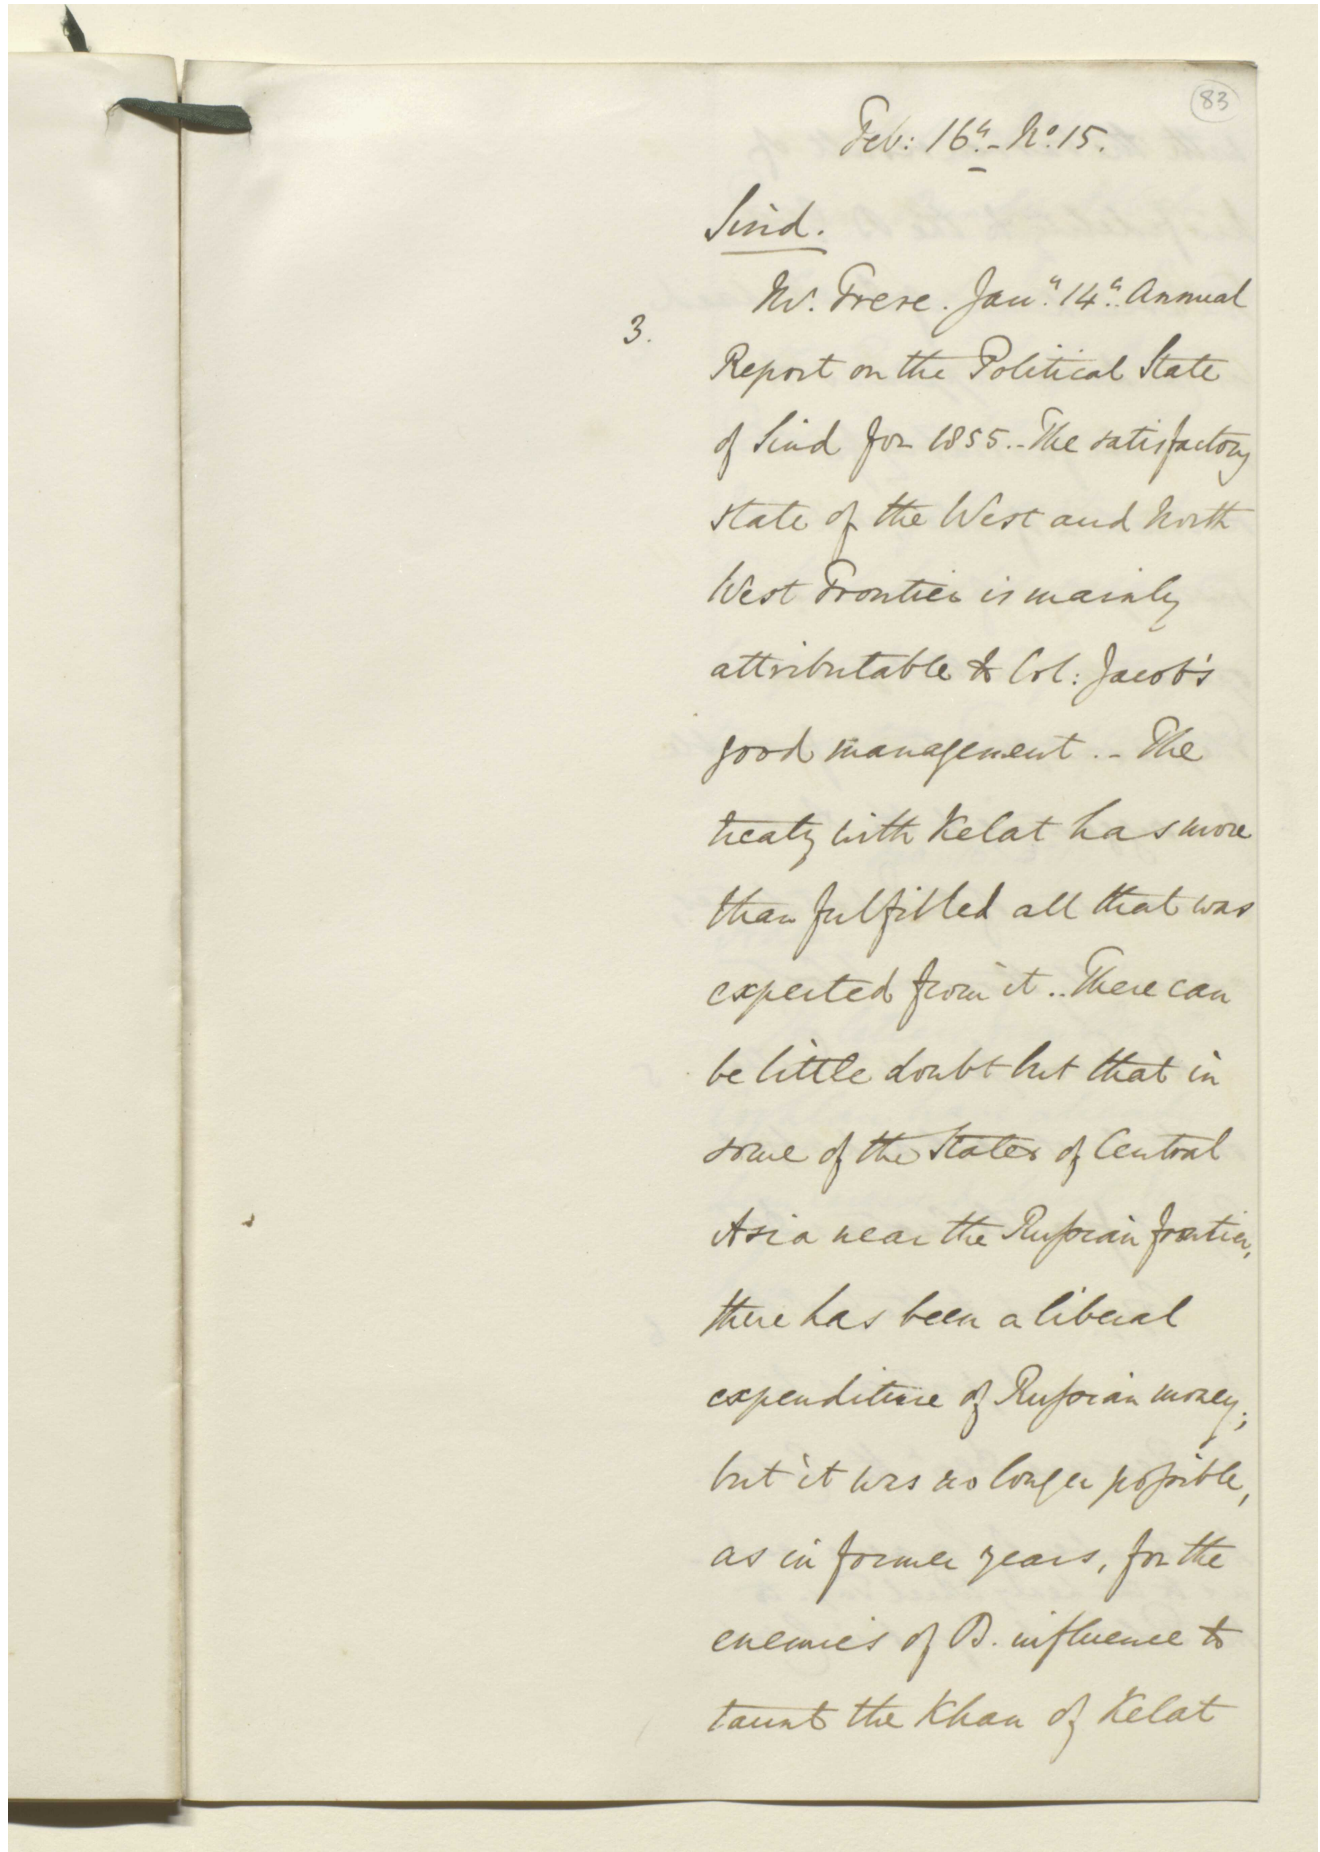 83
Feb: 16th. - No. 15.
Sind.
Mr. Frere. Jany. 14th. Annual
3.
Report on the Political State
of Sind for 1855. - The satisfactory
state of the West and North
West Frontier is mainly
attributable to Col: Jacob's
good management. - The
treaty with Kelat has more
than fulfilled all that was
expected from it. - There can
be little doubt but that in
some of the States of Central
Asia near the Russian frontier,
there has been a liberal
expenditure of Russian money;
but it was no longer possible,
as in former years, for the
enemies of B. influence to
taunt the Khan of Kelat